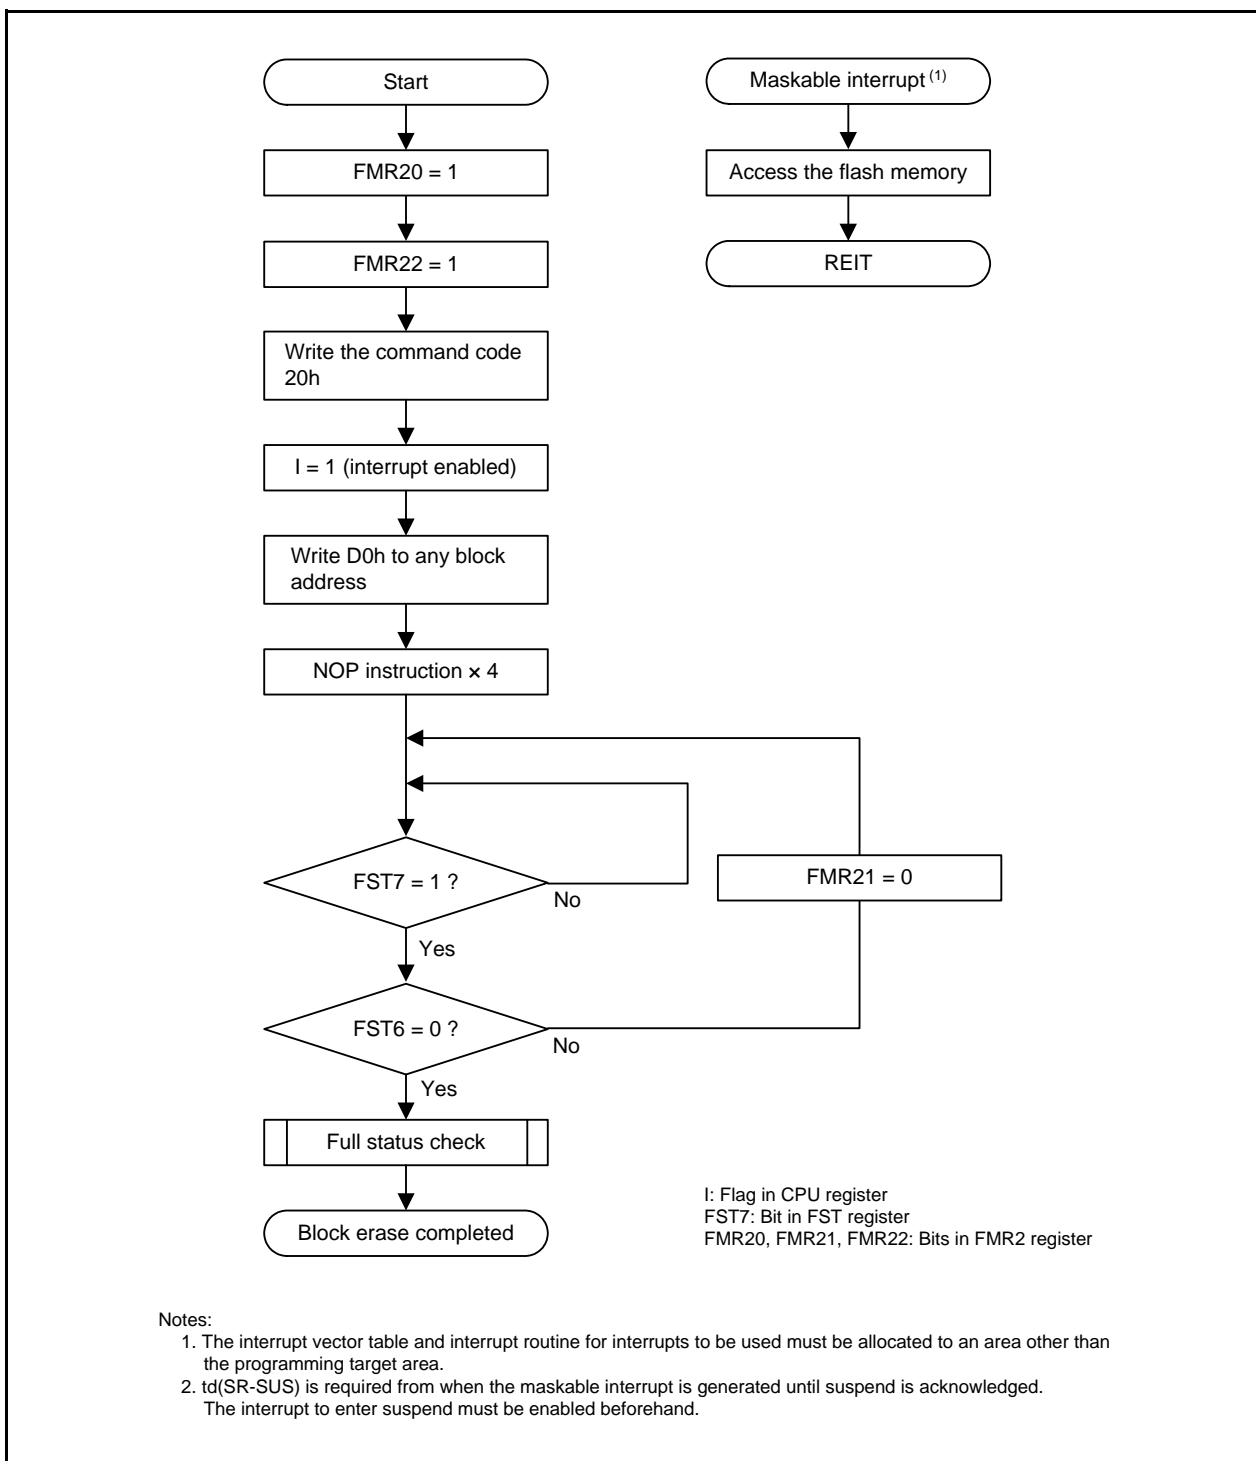 Start
FMR20 = 1
FMR22 = 1
Write the command code
20h
I = 1 (interrupt enabled)
Write D0h to any block
address
NOP instruction × 4
FST7 = 1 ?
No
Yes
FMR21 = 0
FST6 = 0 ?
No
Yes
Full status check
Block erase completed
Maskable interrupt (1)
Access the flash memory
REIT
I: Flag in CPU register
FST7: Bit in FST register
FMR20, FMR21, FMR22: Bits in FMR2 register
Notes:
1. The interrupt vector table and interrupt routine for interrupts to be used must be allocated to an area other than
the programming target area.
2. td(SR-SUS) is required from when the maskable interrupt is generated until suspend is acknowledged.
The interrupt to enter suspend must be enabled beforehand.